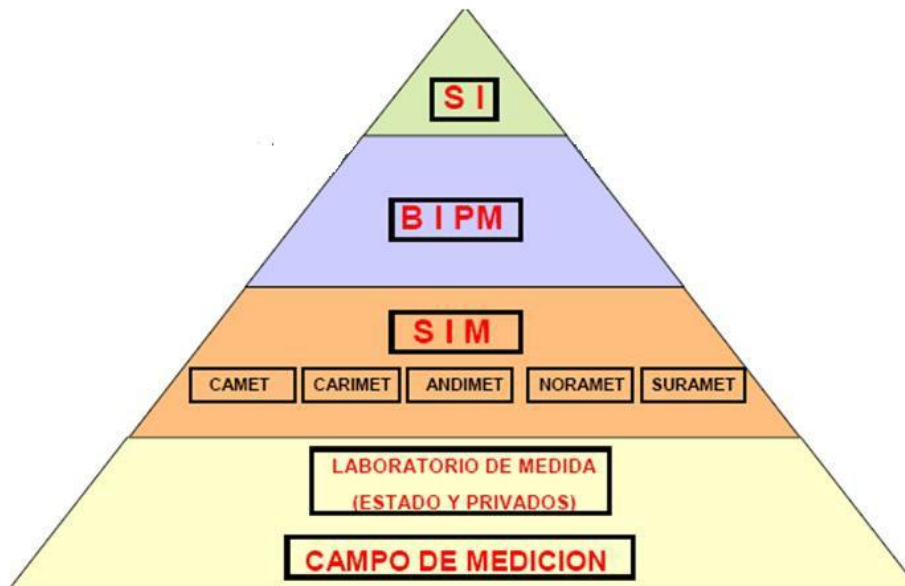 S I
B I PM
S I M
CAMET CARIMET ANDIMET NORAMET SURAMET
LABORATORIO DE MEDIDA
(ESTADO Y PRIVADOS)
CAMPO DE MEDICION